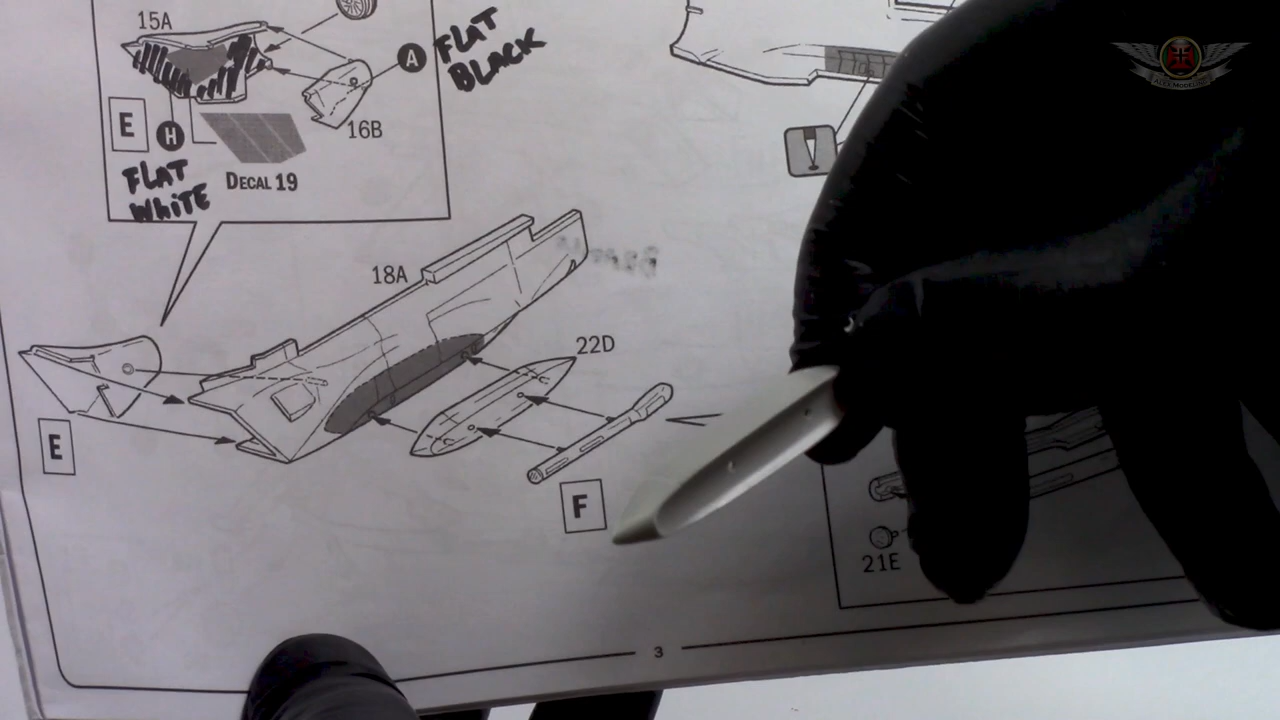 15A
A FLAT
BLACK
16B
E
H
FLAT
WHITE
DECAL 19
18A
22D
E
F
21E
3